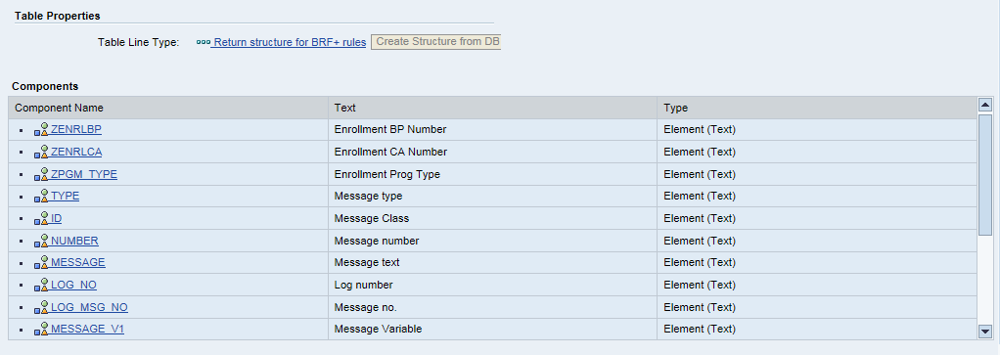 Table Properties
Table Line Type: Return structure for BRF+ rules Create Structure from DB
Components
Component Name Text Type
ZENRLBP Enrollment BP Number Element (Text)
ZENRLCA Enrollment CA Number Element (Text)
ZPGM_TYPE Enrollment Prog Type Element (Text)
TYPE Message type Element (Text)
ID Message Class Element (Text)
NUMBER Message number Element (Text)
MESSAGE Message text Element (Text)
LOG_NO Log number Element (Text)
LOG_MSG_NO Message no. Element (Text)
MESSAGE_V1 Message Variable Element (Text)